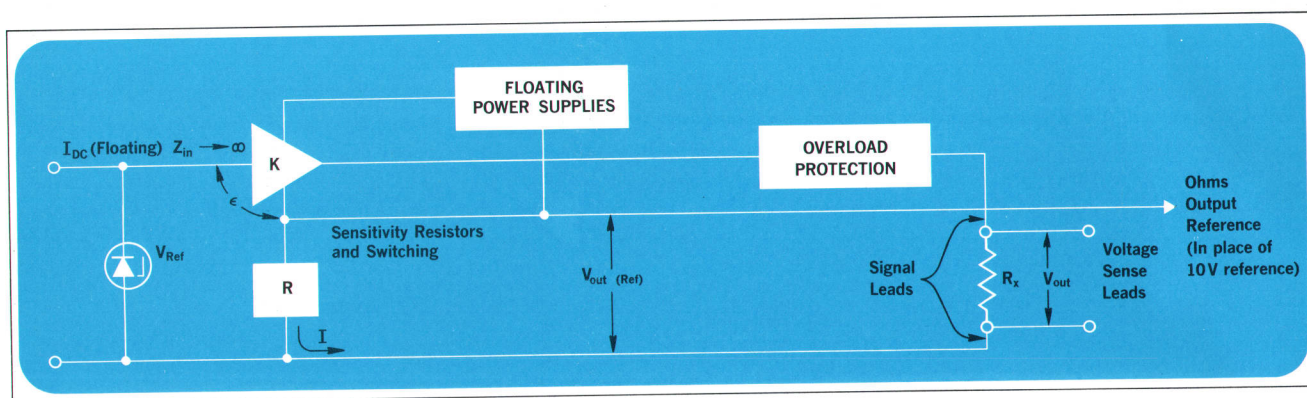 FLOATING
POWER SUPPLIES
I_DC (Floating) Z_in → ∞
K
OVERLOAD
PROTECTION
ϵ
Ohms
Output
Reference
(In place of
10V reference)
Sensitivity Resistors
and Switching
V_Ref
R
V_out (Ref)
Signal
Leads
R_x
V_out
Voltage
Sense
Leads
I